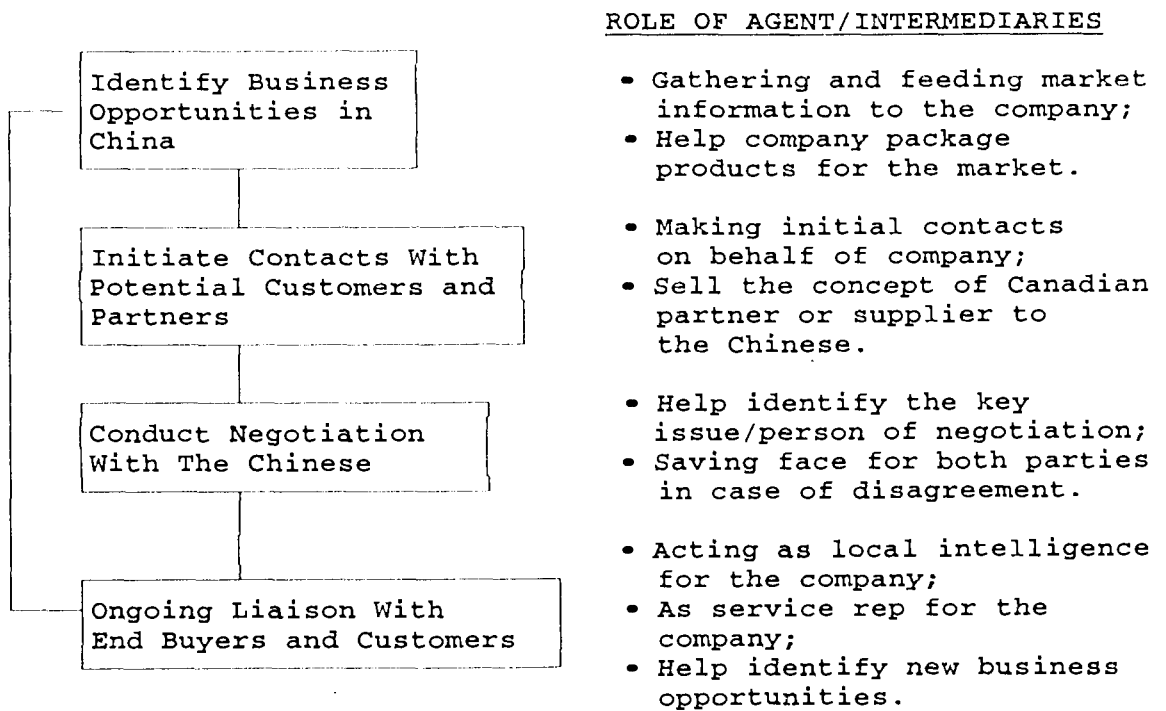 ROLE OF AGENT/INTERMEDIARIES
Identify Business
Opportunities in
China
• Gathering and feeding market
information to the company;
• Help company package
products for the market.
Initiate Contacts With
Potential Customers and
Partners
• Making initial contacts
on behalf of company;
• Sell the concept of Canadian
partner or supplier to
the Chinese.
Conduct Negotiation
With The Chinese
• Help identify the key
issue/person of negotiation;
• Saving face for both parties
in case of disagreement.
Ongoing Liaison With
End Buyers and Customers
• Acting as local intelligence
for the company;
• As service rep for the
company;
• Help identify new business
opportunities.